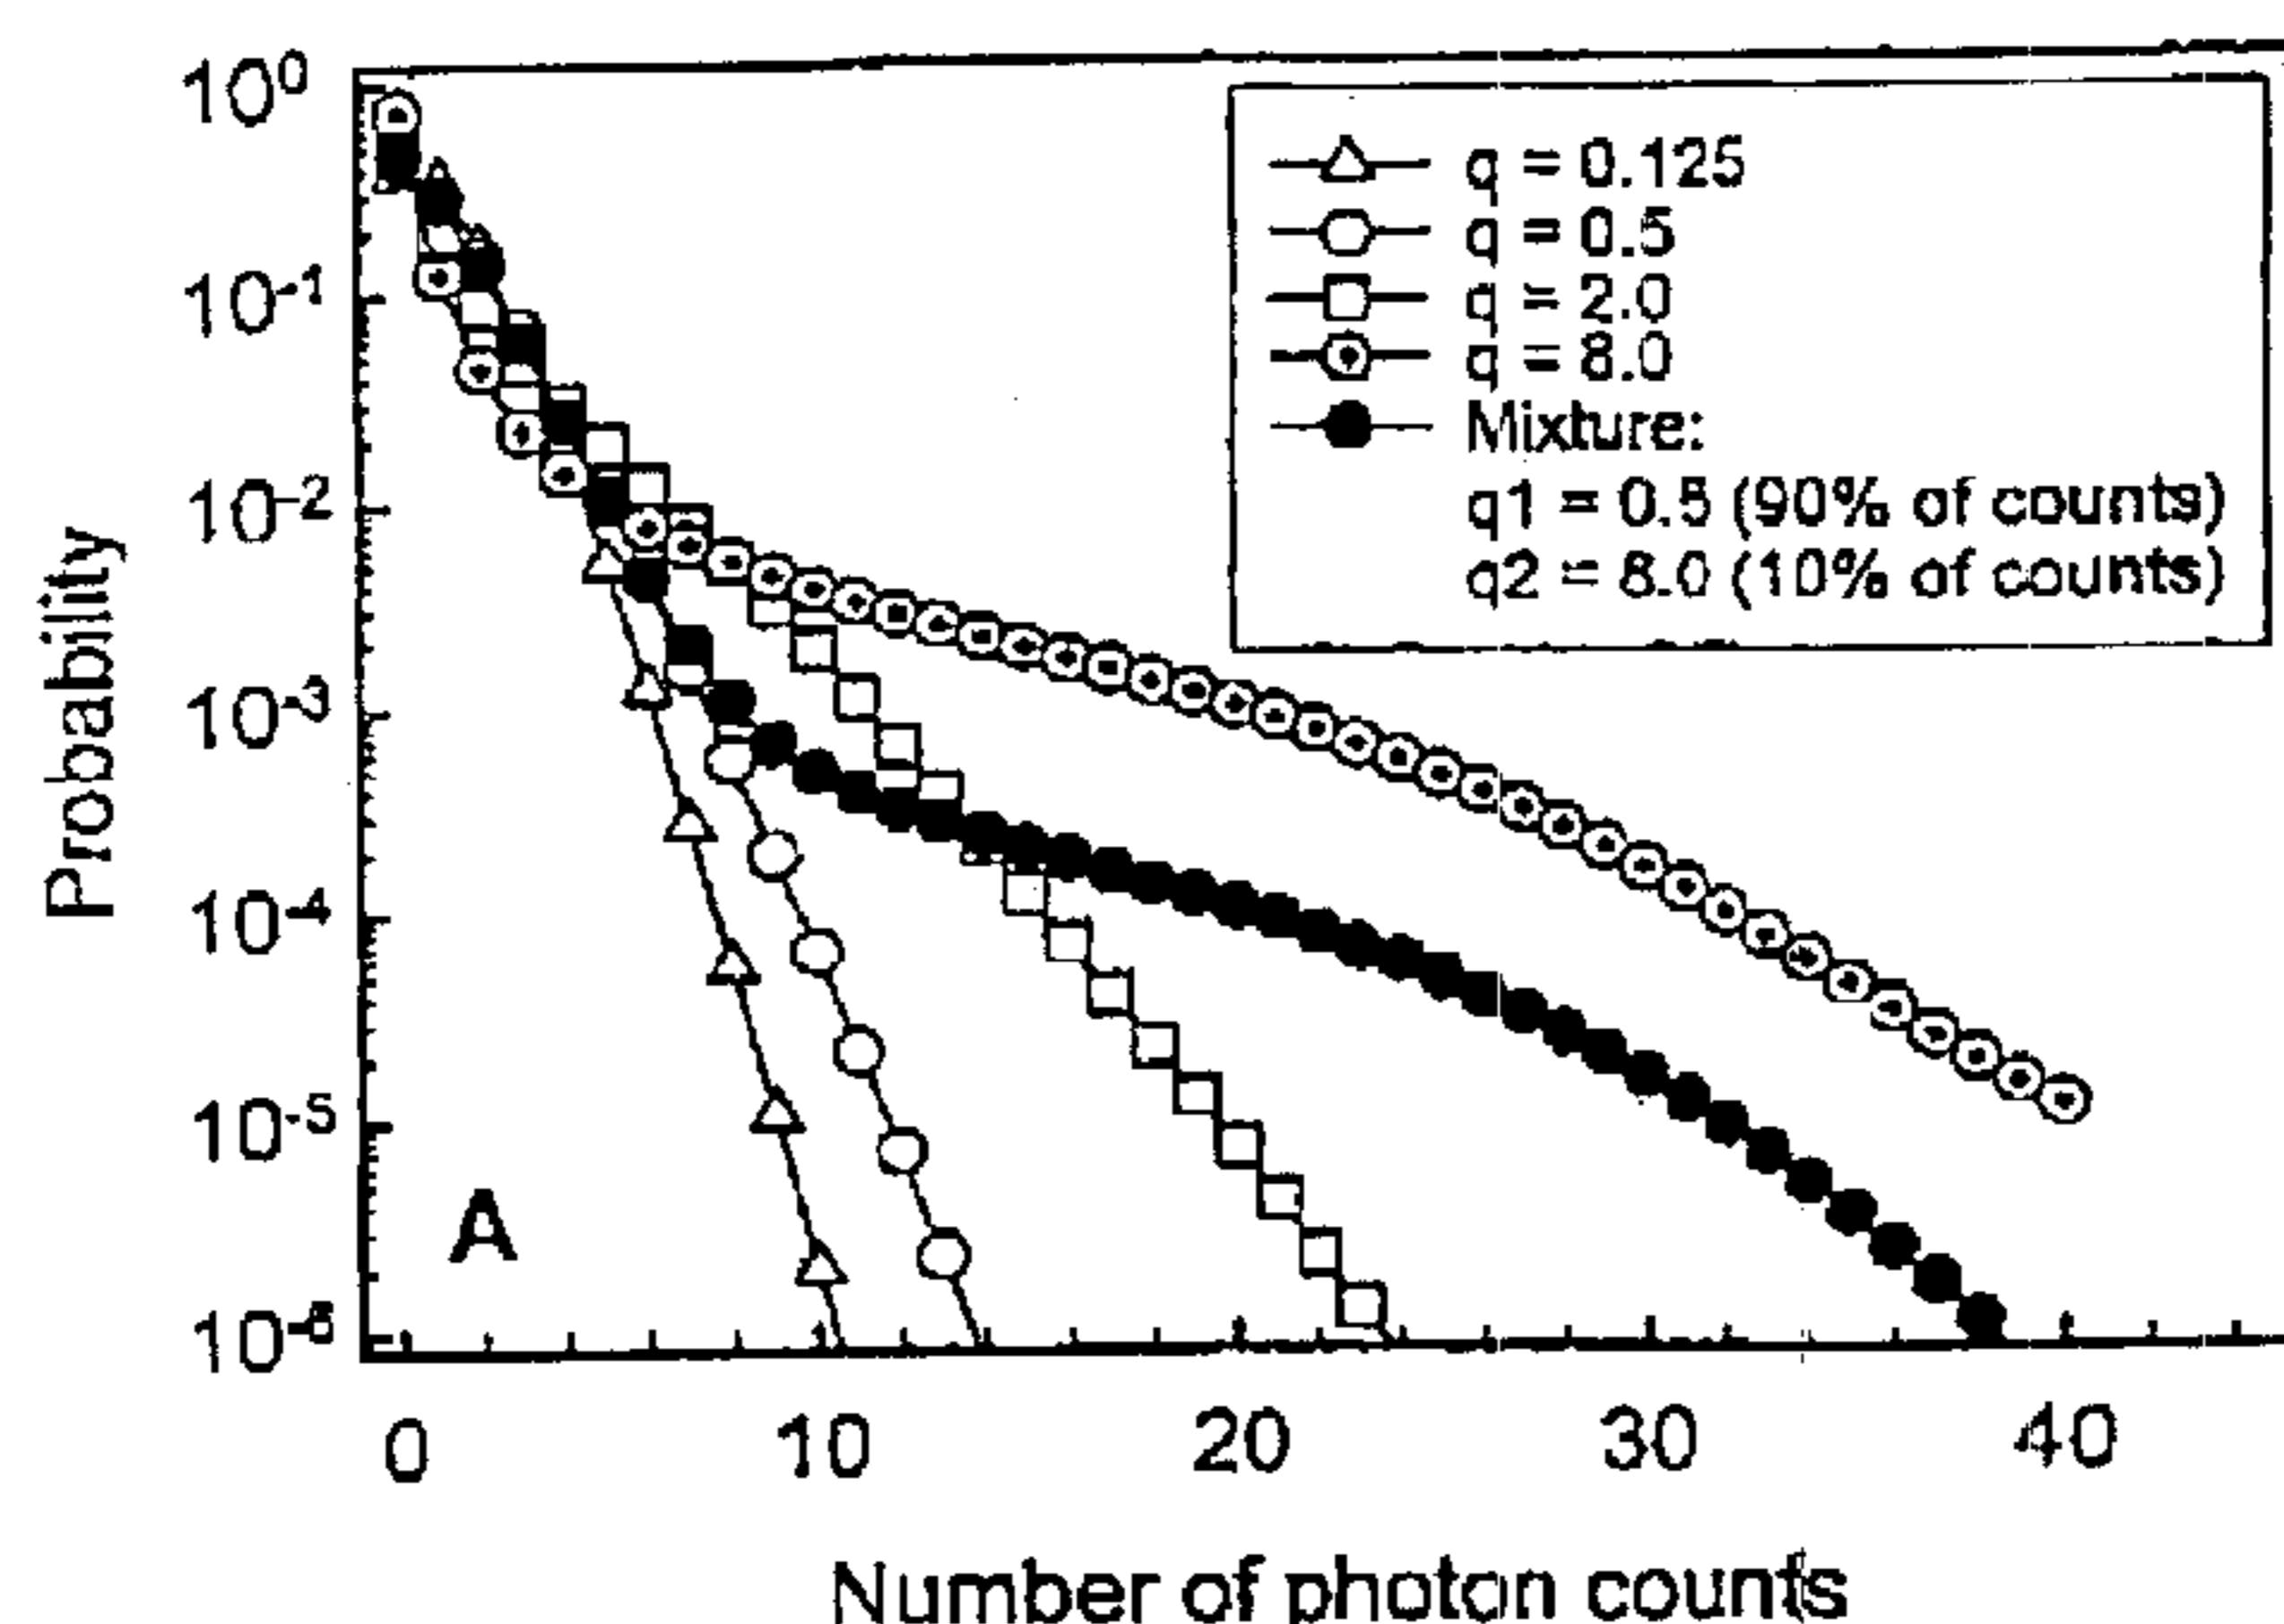 10⁰
10⁻¹
10⁻²
10⁻³
10⁻⁴
10⁻⁵
10⁻⁶
Probability
q = 0.125
q = 0.5
q = 2.0
q = 8.0
Mixture:
q1 = 0.5 (90% of counts)
q2 = 8.0 (10% of counts)
A
0 10 20 30 40
Number of photon counts